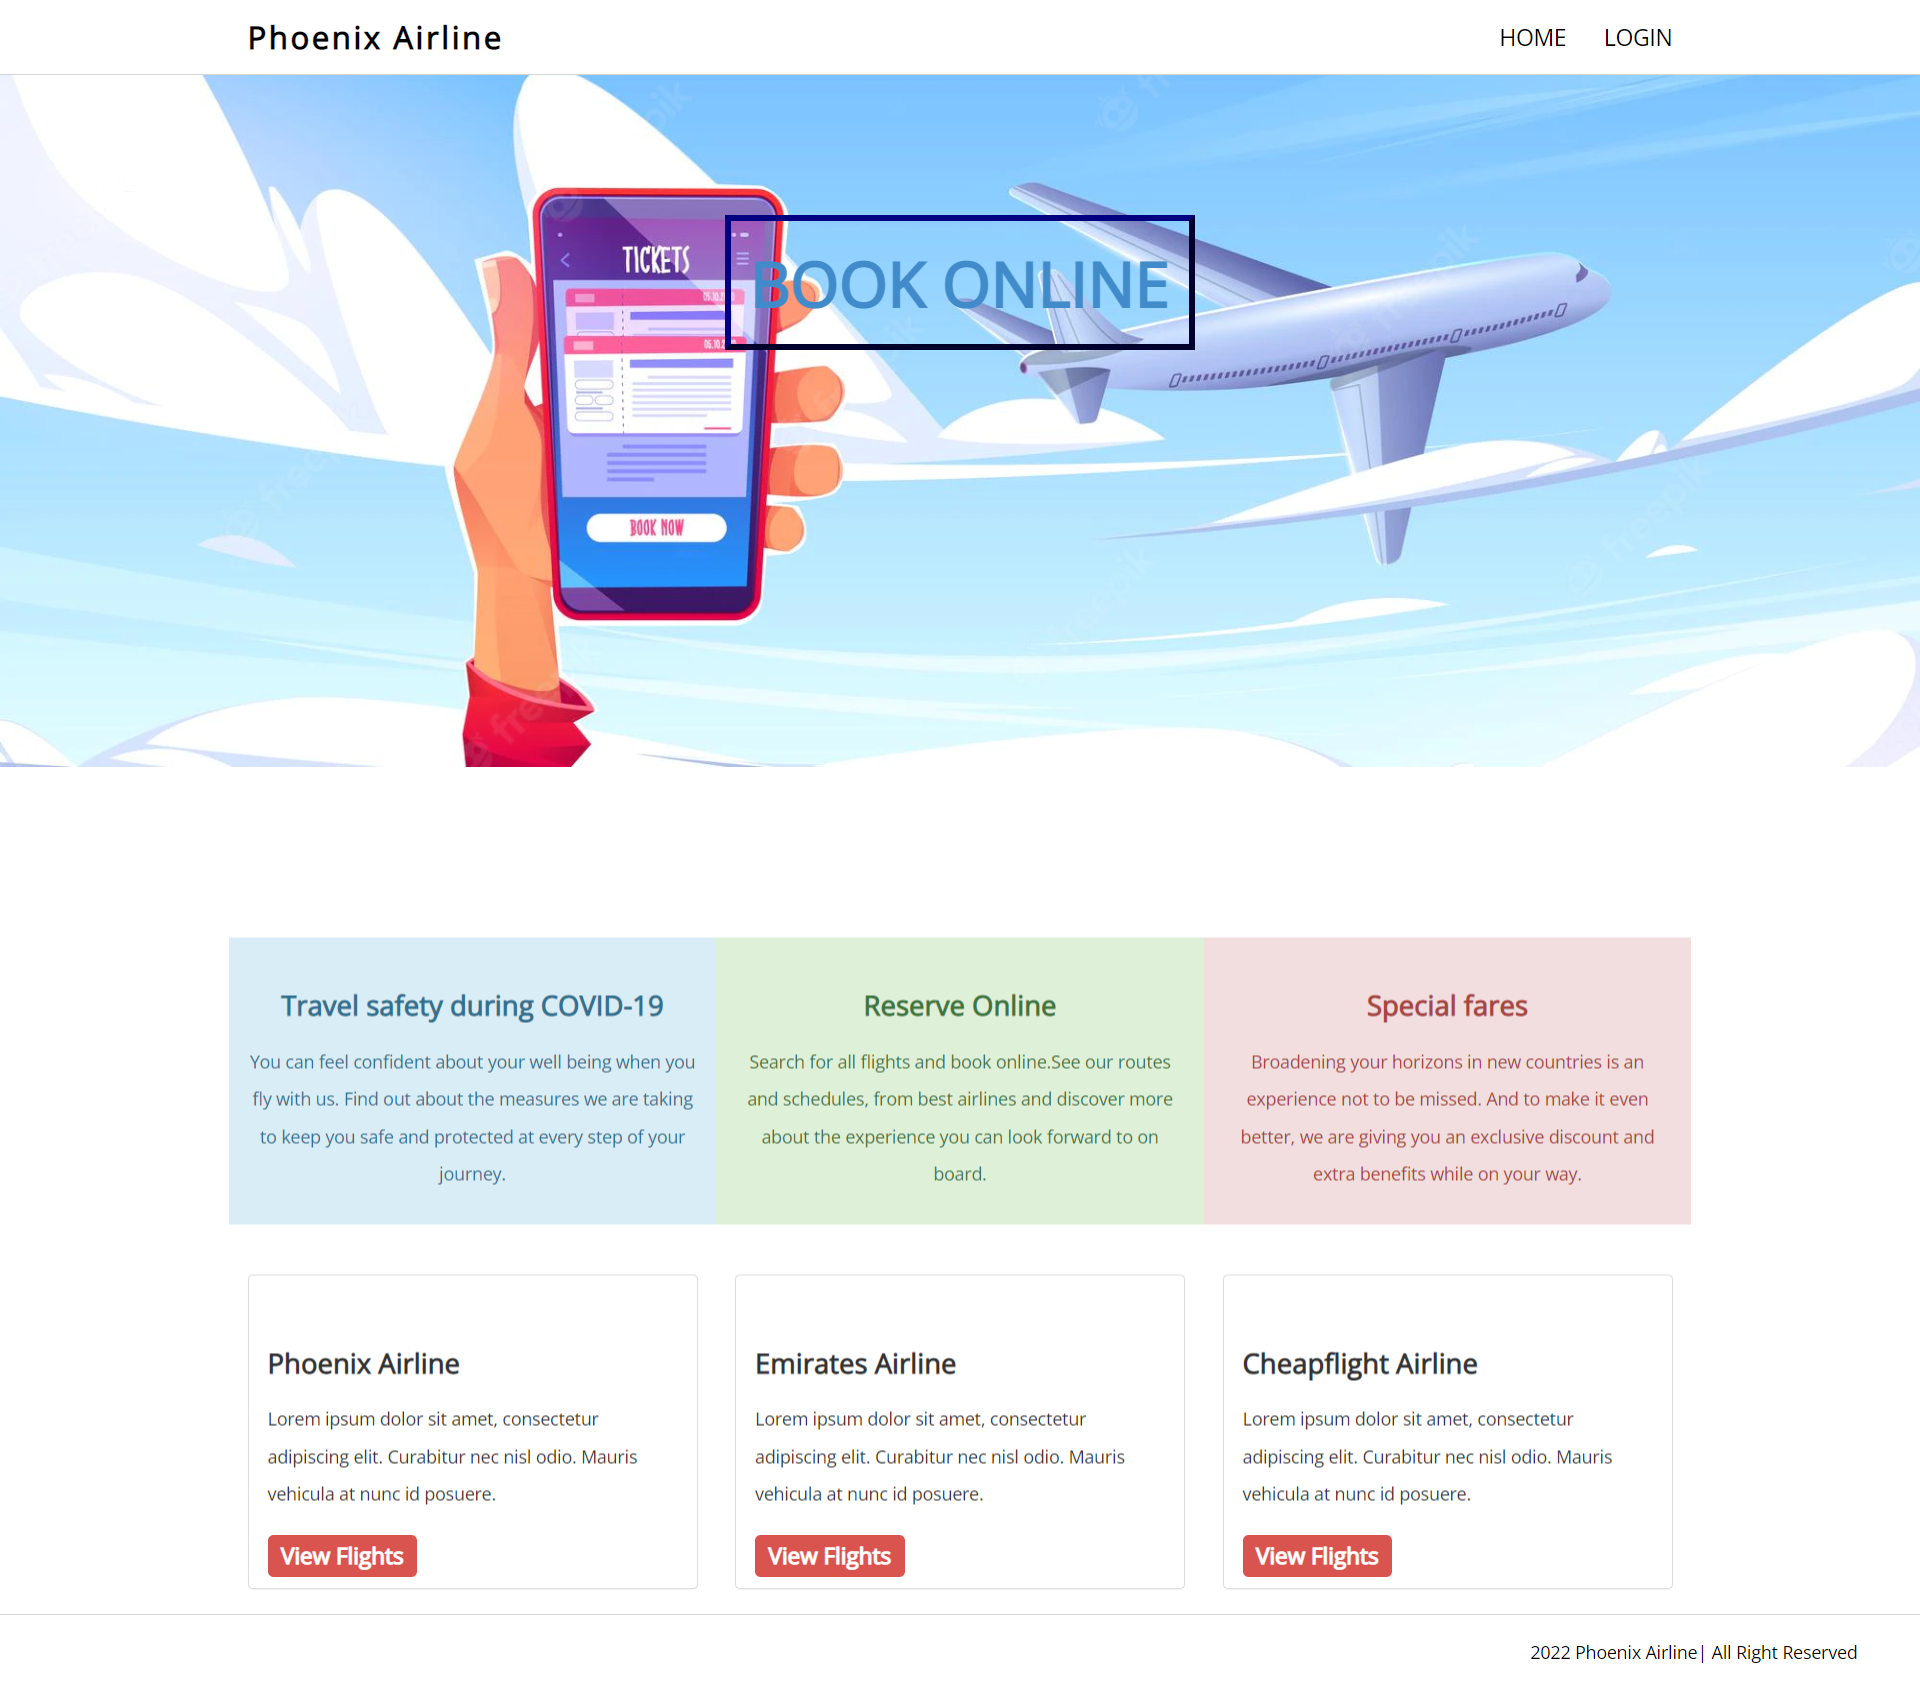 Phoenix Airline
HOME LOGIN
TICKETS
BOOK ONLINE
BOOK NOW
Travel safety during COVID-19
You can feel confident about your well being when you
fly with us. Find out about the measures we are taking
to keep you safe and protected at every step of your
journey.
Reserve Online
Search for all flights and book online.See our routes
and schedules, from best airlines and discover more
about the experience you can look forward to on
board.
Special fares
Broadening your horizons in new countries is an
experience not to be missed. And to make it even
better, we are giving you an exclusive discount and
extra benefits while on your way.
Phoenix Airline
Lorem ipsum dolor sit amet, consectetur
adipiscing elit. Curabitur nec nisl odio. Mauris
vehicula at nunc id posuere.
View Flights
Emirates Airline
Lorem ipsum dolor sit amet, consectetur
adipiscing elit. Curabitur nec nisl odio. Mauris
vehicula at nunc id posuere.
View Flights
Cheapflight Airline
Lorem ipsum dolor sit amet, consectetur
adipiscing elit. Curabitur nec nisl odio. Mauris
vehicula at nunc id posuere.
View Flights
2022 Phoenix Airline| All Right Reserved